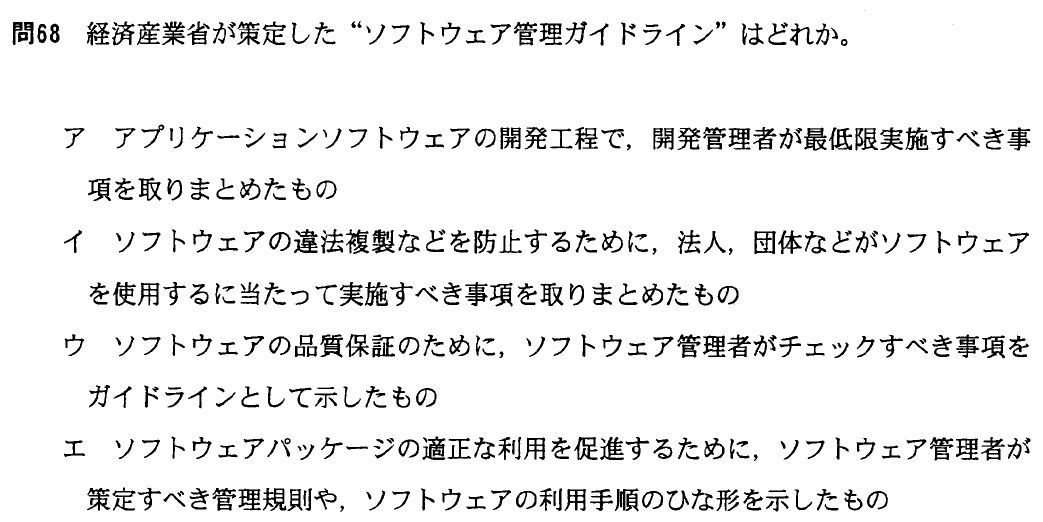 問68 経済産業省が策定した“ソフトウェア管理ガイドライン”はどれか。
ア アプリケーションソフトウェアの開発工程で，開発管理者が最低限実施すべき事
項を取りまとめたもの
イ ソフトウェアの違法複製などを防止するために，法人，団体などがソフトウェア
を使用するに当たって実施すべき事項を取りまとめたもの
ウ ソフトウェアの品質保証のために，ソフトウェア管理者がチェックすべき事項を
ガイドラインとして示したもの
エ ソフトウェアパッケージの適正な利用を促進するために，ソフトウェア管理者が
策定すべき管理規則や，ソフトウェアの利用手順のひな形を示したもの